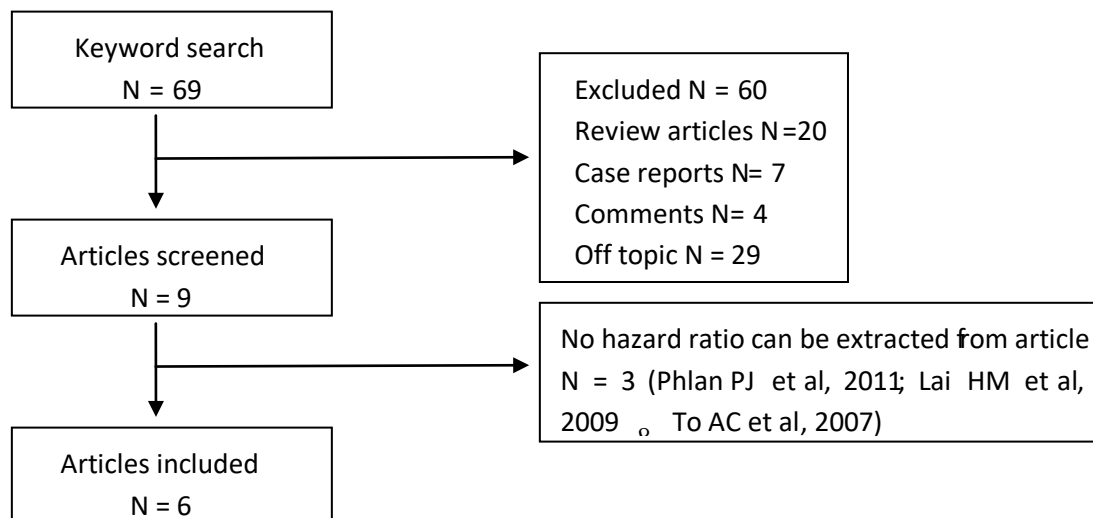 Keyword search
N = 69
Excluded N = 60
Review articles N =20
Case reports N= 7
Comments N= 4
Off topic N = 29
Articles screened
N = 9
No hazard ratio can be extracted from article
N = 3 (Phlan PJ et al, 2011; Lai HM et al,
2009 。 To AC et al, 2007)
Articles included
N = 6